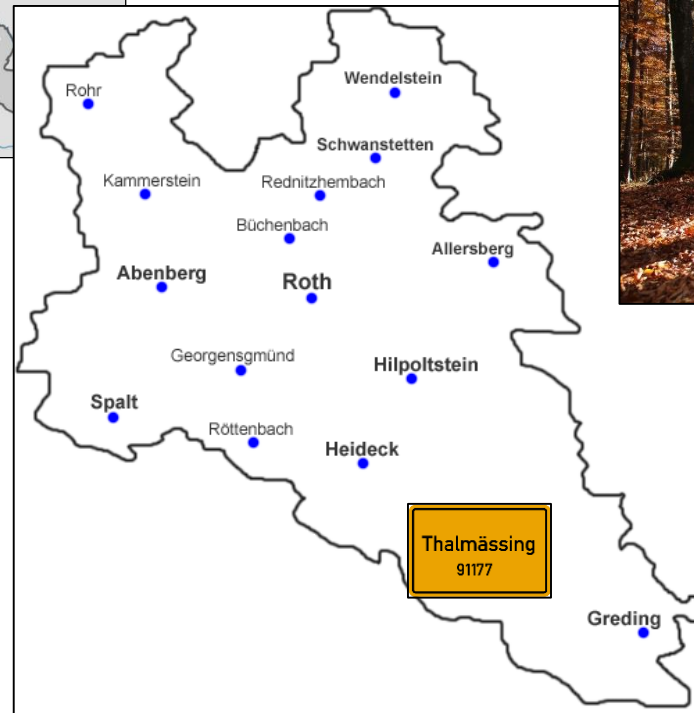 Wendelstein
Rohr
Schwanstetten
Kammerstein
Rednitzhembach
Büchenbach
Allersberg
Abenberg
Roth
Georgensgmünd
Hilpoltstein
Spalt
Röttenbach
Heideck
Thalmässing
91177
Greding